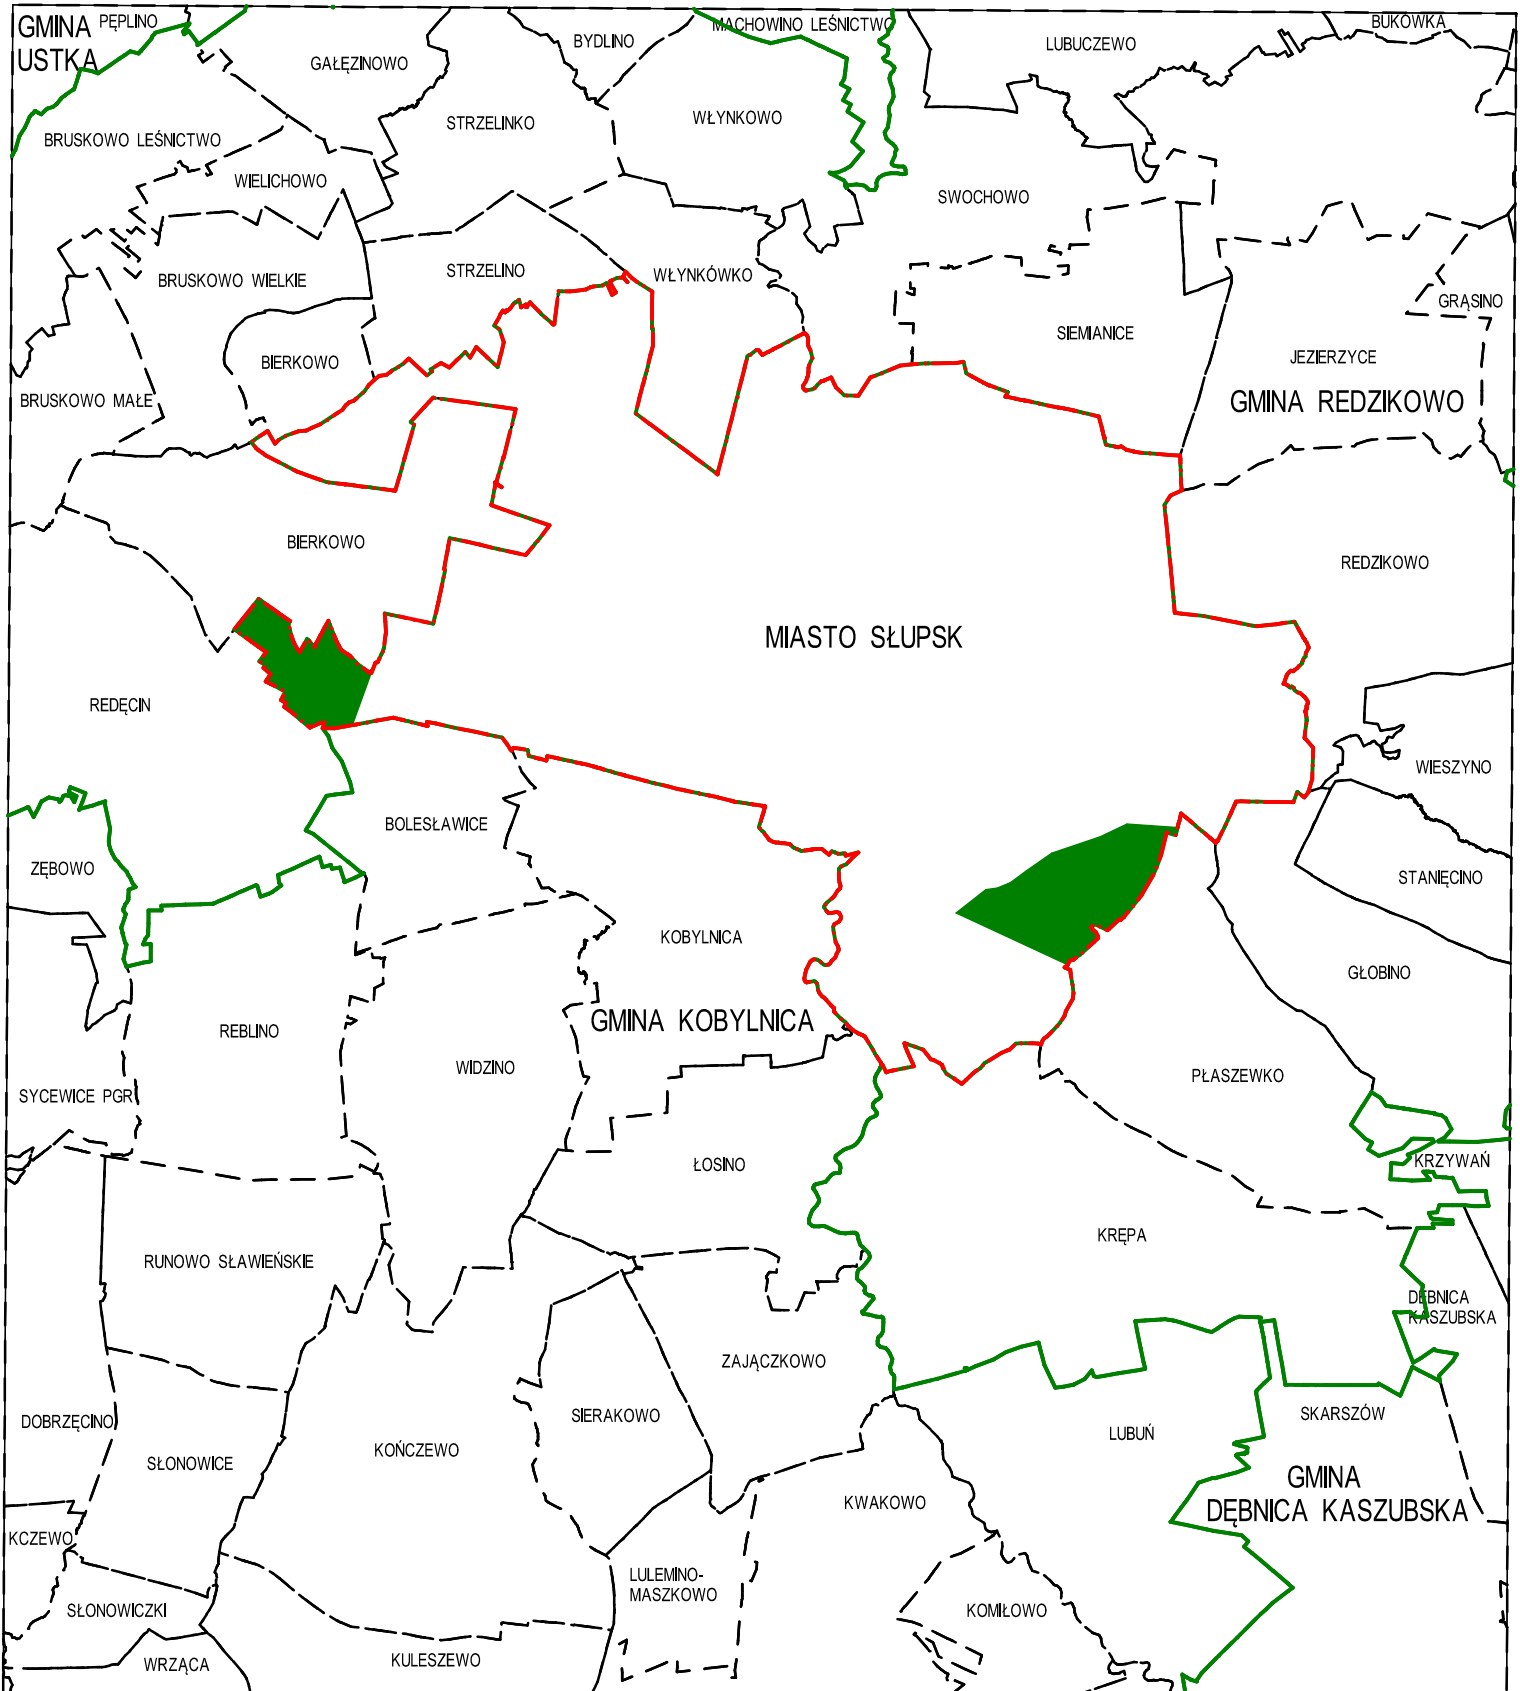 GMINA
USTKA
PĘPLINO
GAŁĘZINOWO
BYDLINO
MACHOWINO LEŚNICTWO
LUBUCZEWO
BUKÓWKA
BRUSKOWO LEŚNICTWO
STRZELINKO
WŁYNKOWO
WIELICHOWO
SWOCHOWO
BRUSKOWO WIELKIE
STRZELINO
WŁYNKÓWKO
GRĄSINO
SIEMIANICE
JEZIERZYCE
BIERKOWO
BRUSKOWO MAŁE
GMINA REDZIKOWO
BIERKOWO
REDZIKOWO
MIASTO SŁUPSK
REDĘCIN
WIESZYNO
BOLESŁAWICE
ZĘBOWO
STANIĘCINO
KOBYLNICA
GŁOBINO
GMINA KOBYLNICA
REBLINO
WIDZINO
PŁASZEWKO
SYCEWICE PGR
ŁOSINO
KRZYWAŃ
KRĘPA
RUNOWO SŁAWIEŃSKIE
DĘBNICA
KASZUBSKA
ZAJĄCZKOWO
SIERAKOWO
SKARSZÓW
DOBRZĘCINO
LUBUŃ
KOŃCZEWO
SŁONOWICE
GMINA
DĘBNICA KASZUBSKA
KWAKOWO
KCZEWO
LULEMINO-
MASZKOWO
SŁONOWICZKI
KOMIŁOWO
KULESZEWO
WRZĄCA